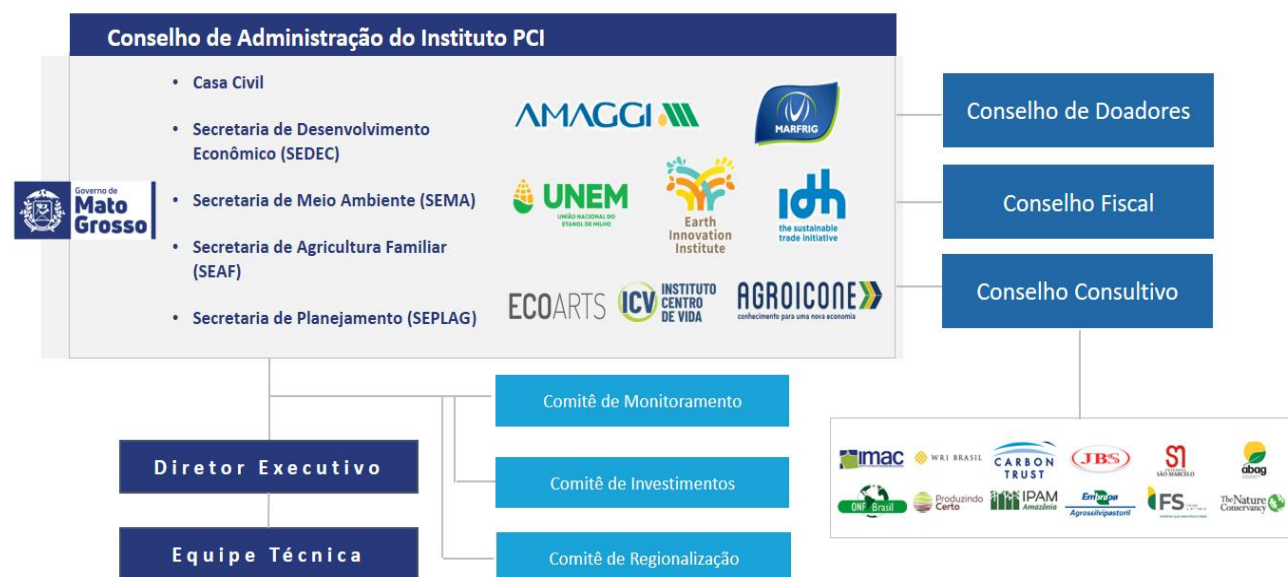 Conselho de Administração do Instituto PCI
• Casa Civil
• Secretaria de Desenvolvimento
Econômico (SEDEC)
• Secretaria de Meio Ambiente (SEMA)
• Secretaria de Agricultura Familiar
(SEAF)
• Secretaria de Planejamento (SEPLAG)
Governo de
Mato
Grosso
AMAGGI
MARFRIG
UNEM
UNIÃO NACIONAL DO
ETANOL DE MILHO
Earth
Innovation
Institute
idh
the sustainable
trade initiative
ECOARTS
ICV
INSTITUTO
CENTRO
DE VIDA
AGROICONE
conhecimento para uma nova economia
Conselho de Doadores
Conselho Fiscal
Conselho Consultivo
Diretor Executivo
Equipe Técnica
Comitê de Monitoramento
Comitê de Investimentos
Comitê de Regionalização
imac
WRI BRASIL
CARBON
TRUST
JBS
SÃO MARCELO
abag
ONF Brasil
Produzindo
Certo
IPAM
Amazônia
Embrapa
Agrossilvipastoril
FS
The Nature
Conservancy